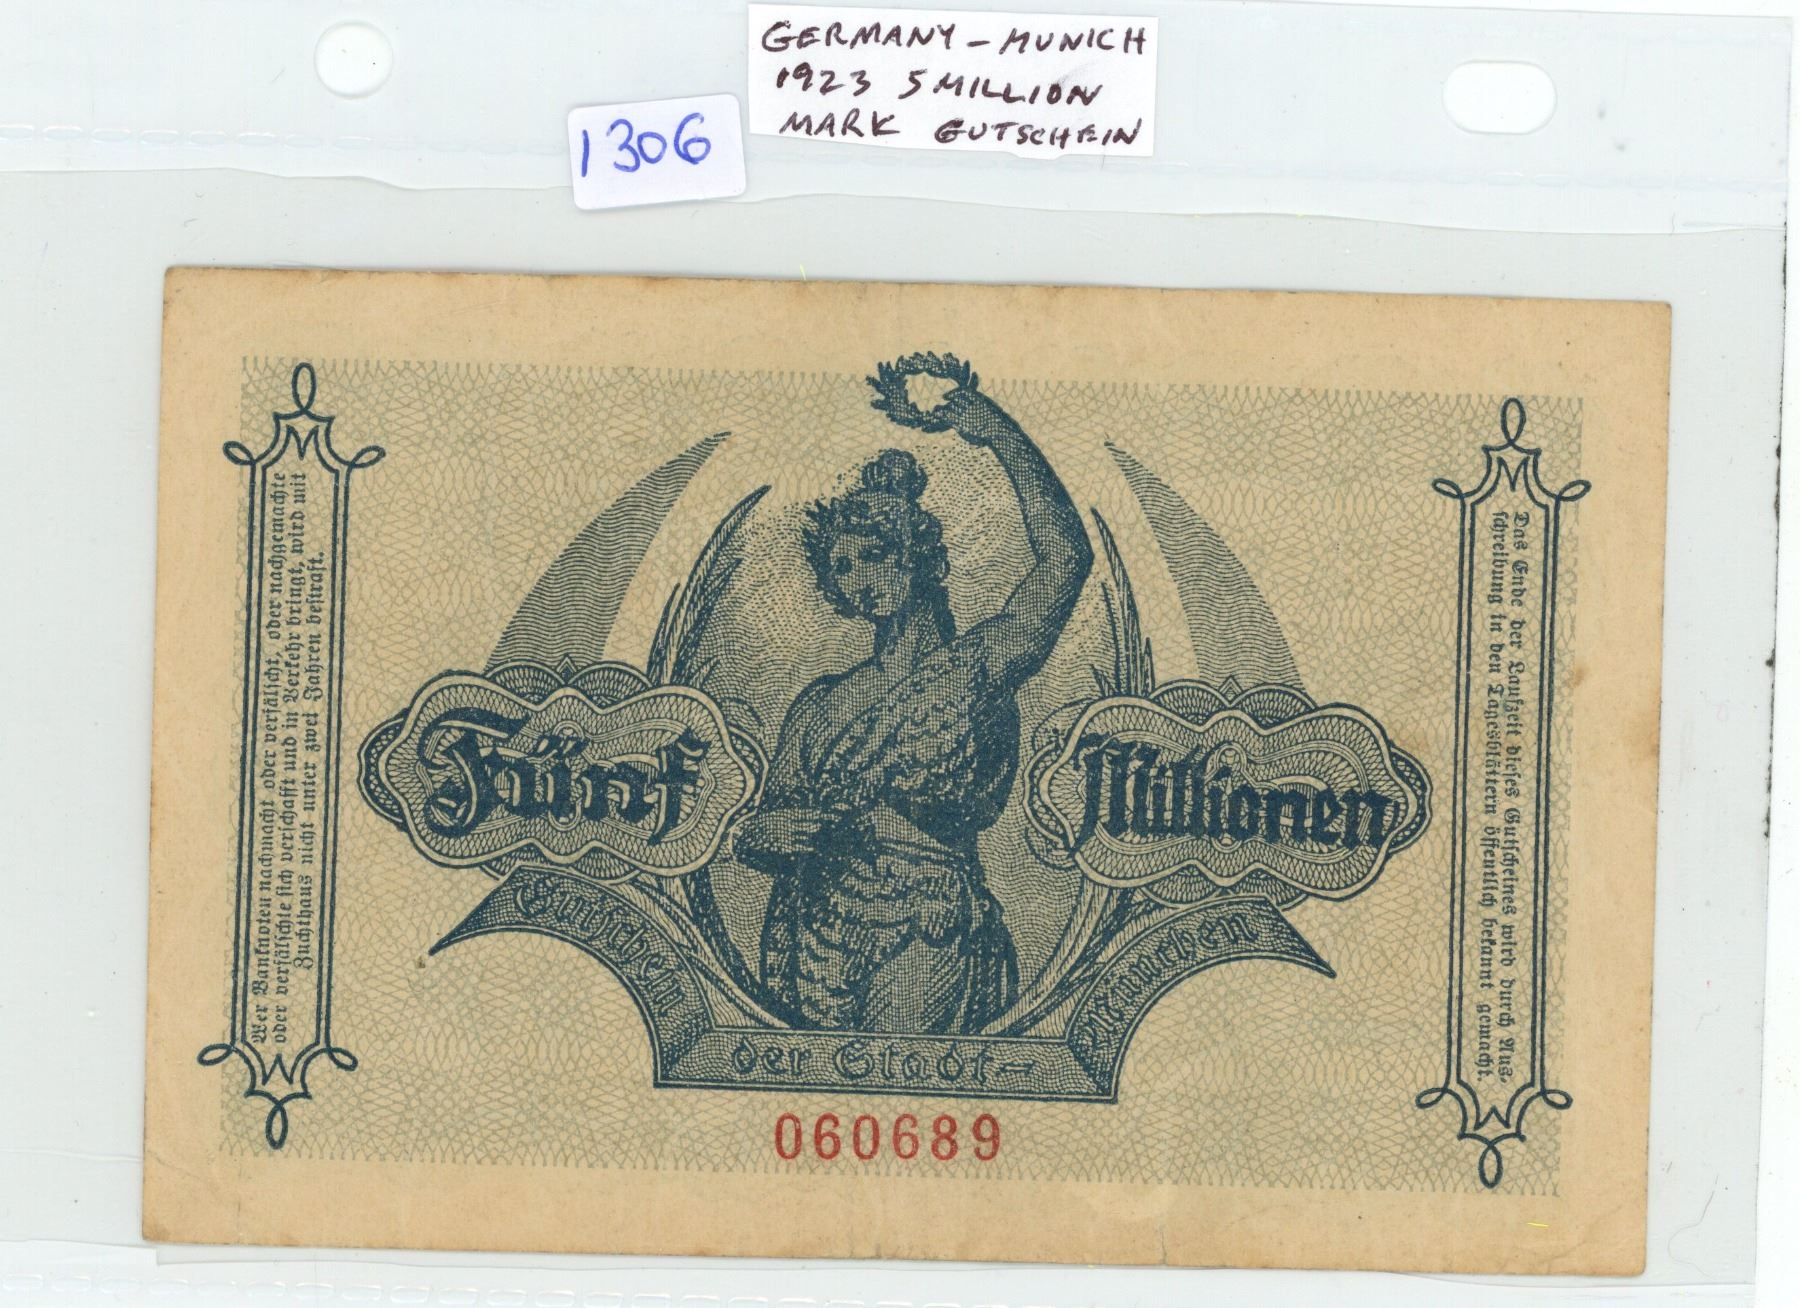 GERMANY - MUNICH
1923 5 MILLION
MARK GUTSCHEIN
1306
Wer Banknoten nachmacht oder verfälscht, oder nachgemachte
oder verfälschte sich verschafft und in Verkehr bringt, wird mit
Zuchthaus nicht unter zwei Jahren bestraft.
Fünf Millionen
Gutschein der Stadt- München
060689
Das Ende der Laufzeit dieses Gutscheines wird durch Aus-
schreibung in den Tagesblättern öffentlich bekannt gemacht.